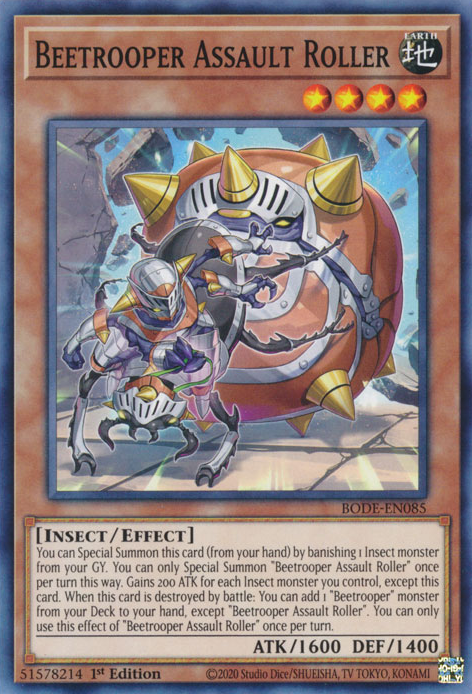 BEETROOPER ASSAULT ROLLER
EARTH
地
BODE-EN085
[INSECT/EFFECT]
You can Special Summon this card (from your hand) by banishing 1 Insect monster
from your GY. You can only Special Summon "Beetrooper Assault Roller" once
per turn this way. Gains 200 ATK for each Insect monster you control, except this
card. When this card is destroyed by battle: You can add 1 "Beetrooper" monster
from your Deck to your hand, except "Beetrooper Assault Roller". You can only
use this effect of "Beetrooper Assault Roller" once per turn.
ATK/1600 DEF/1400
51578214 1st Edition ©2020 Studio Dice/SHUEISHA, TV TOKYO, KONAMI